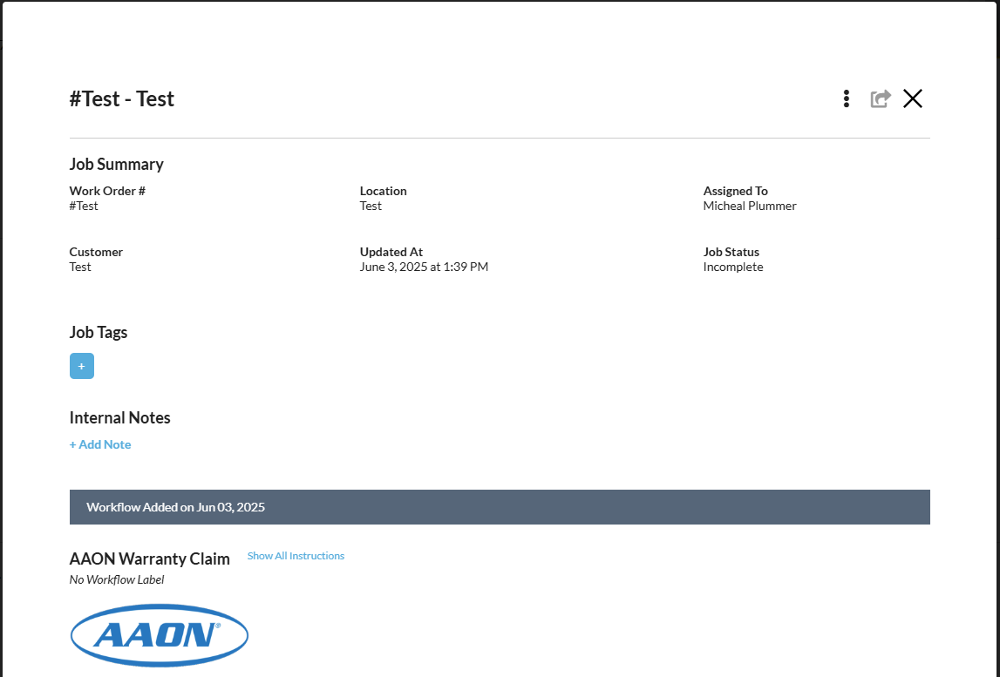 #Test - Test
Job Summary
Work Order #
#Test
Location
Test
Assigned To
Micheal Plummer
Customer
Test
Updated At
June 3, 2025 at 1:39 PM
Job Status
Incomplete
Job Tags
+
Internal Notes
+ Add Note
Workflow Added on Jun 03, 2025
AAON Warranty Claim
Show All Instructions
No Workflow Label
AAON®